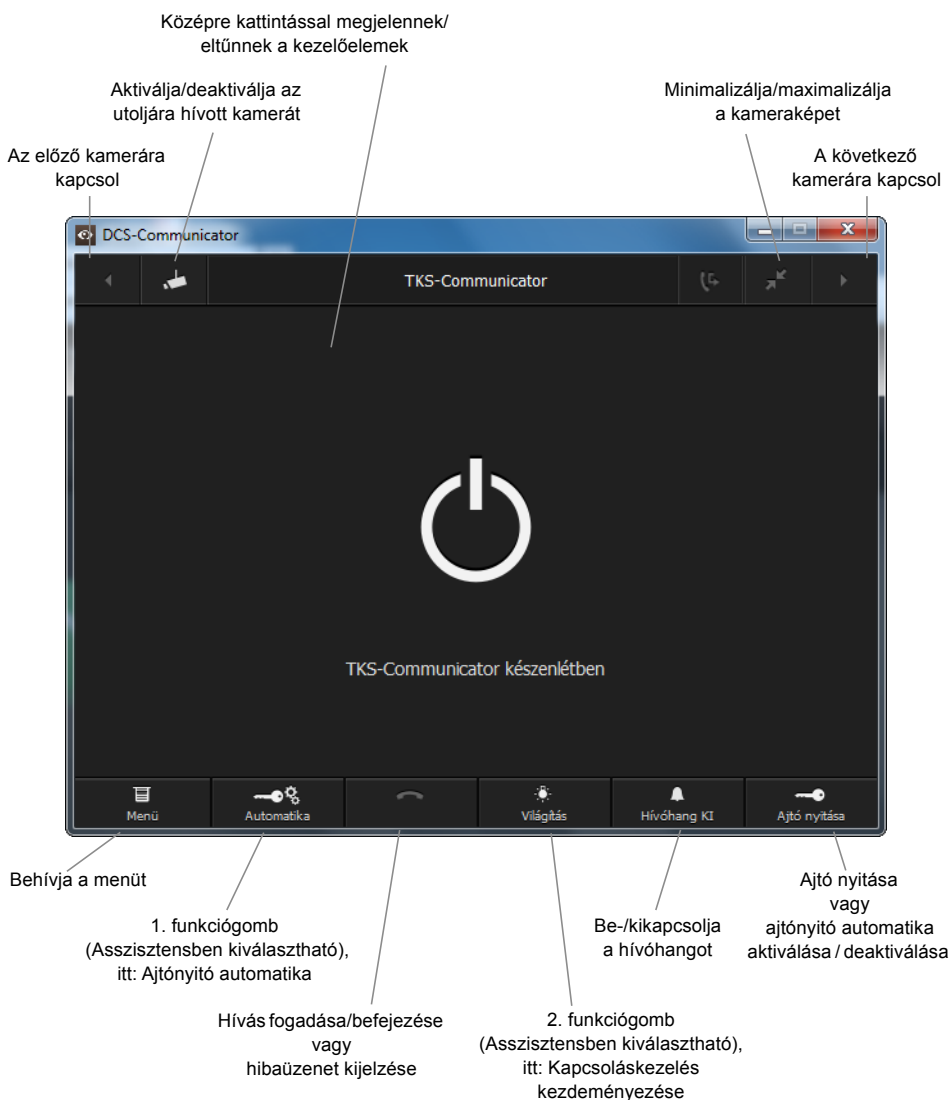 Középre kattintással megjelennek/
eltűnnek a kezelőelemek
Aktiválja/deaktiválja az
utoljára hívott kamerát
Minimalizálja/maximalizálja
a kameraképet
Az előző kamerára
kapcsol
A következő
kamerára kapcsol
DCS-Communicator
TKS-Communicator
TKS-Communicator készenlétben
Menü
Automatika
Világítás
Hívóhang KI
Ajtó nyitása
Behívja a menüt
1. funkciógomb
(Asszisztensben kiválasztható),
itt: Ajtónyitó automatika
Hívás fogadása/befejezése
vagy
hibaüzenet kijelzése
2. funkciógomb
(Asszisztensben kiválasztható),
itt: Kapcsoláskezelés
kezdeményezése
Be-/kikapcsolja
a hívóhangot
Ajtó nyitása
vagy
ajtónyitó automatika
aktiválása / deaktiválása